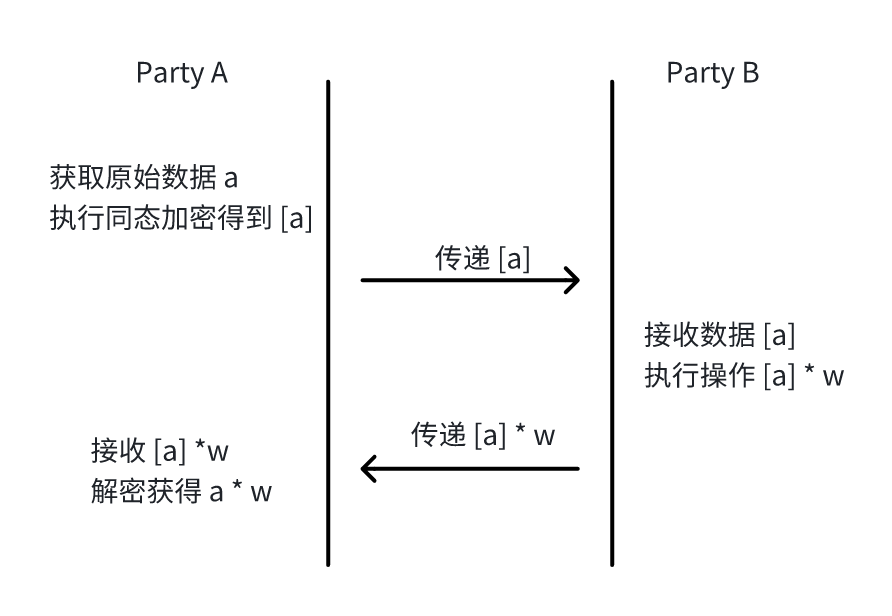 Party A
Party B
获取原始数据 a
执行同态加密得到 [a]
传递 [a]
接收数据 [a]
执行操作 [a] * w
传递 [a] * w
接收 [a] *w
解密获得 a * w